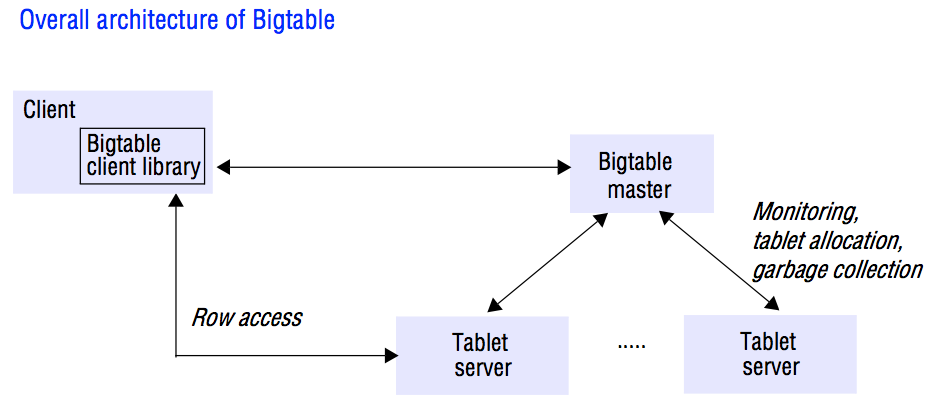 Overall architecture of Bigtable
Client
Bigtable
client library
Bigtable
master
Monitoring,
tablet allocation,
garbage collection
Row access
Tablet
server
.....
Tablet
server